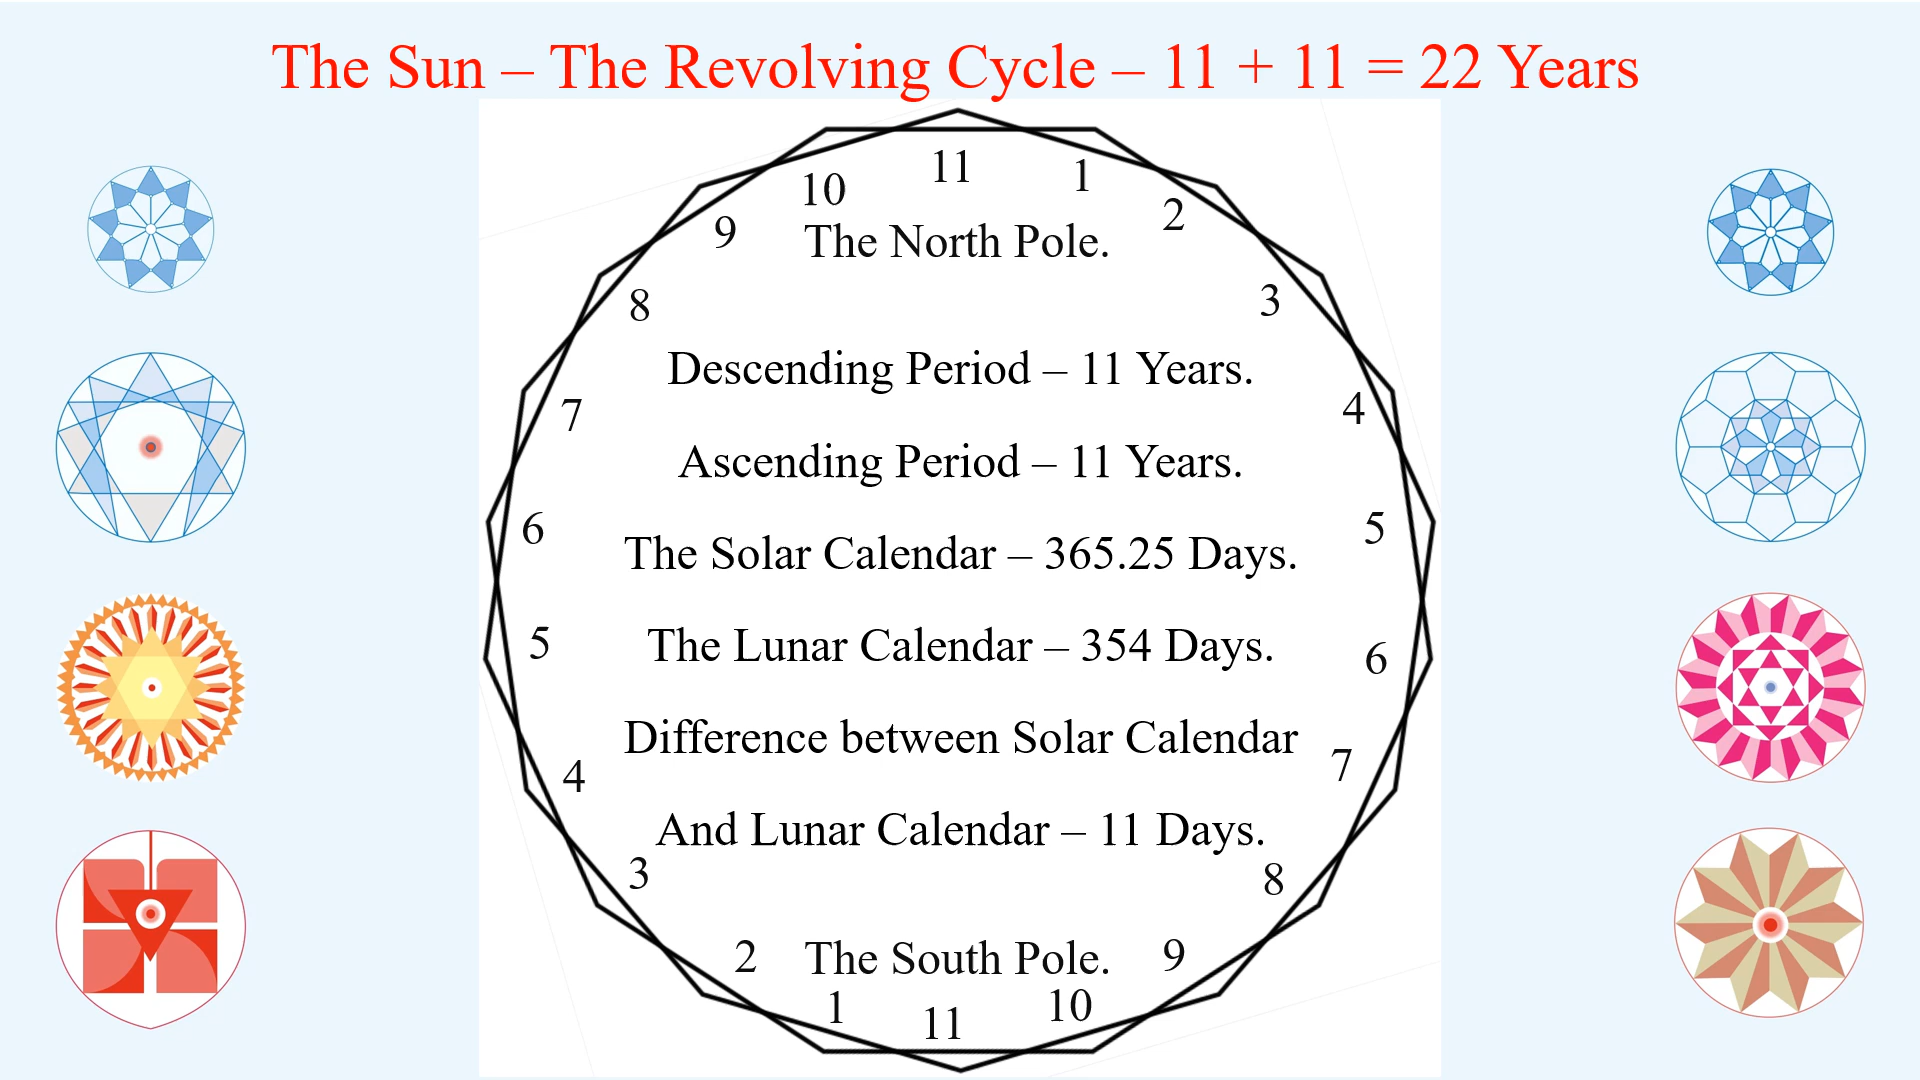 The Sun – The Revolving Cycle – 11 + 11 = 22 Years
11
10
1
9
2
The North Pole.
8
3
Descending Period – 11 Years.
7
4
Ascending Period – 11 Years.
6
5
The Solar Calendar – 365.25 Days.
5
The Lunar Calendar – 354 Days.
6
Difference between Solar Calendar
7
4
And Lunar Calendar – 11 Days.
3
8
2
The South Pole.
9
1
10
11